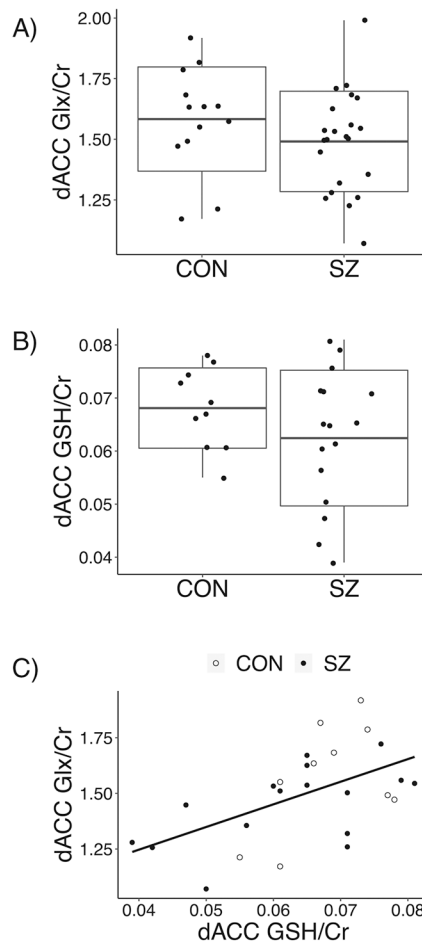 A)
2.00
1.75
1.50
1.25
dACC Glx/Cr
CON SZ
B)
0.08
0.07
0.06
0.05
0.04
dACC GSH/Cr
CON SZ
C)
CON SZ
1.75
1.50
1.25
dACC Glx/Cr
0.04 0.05 0.06 0.07 0.08
dACC GSH/Cr